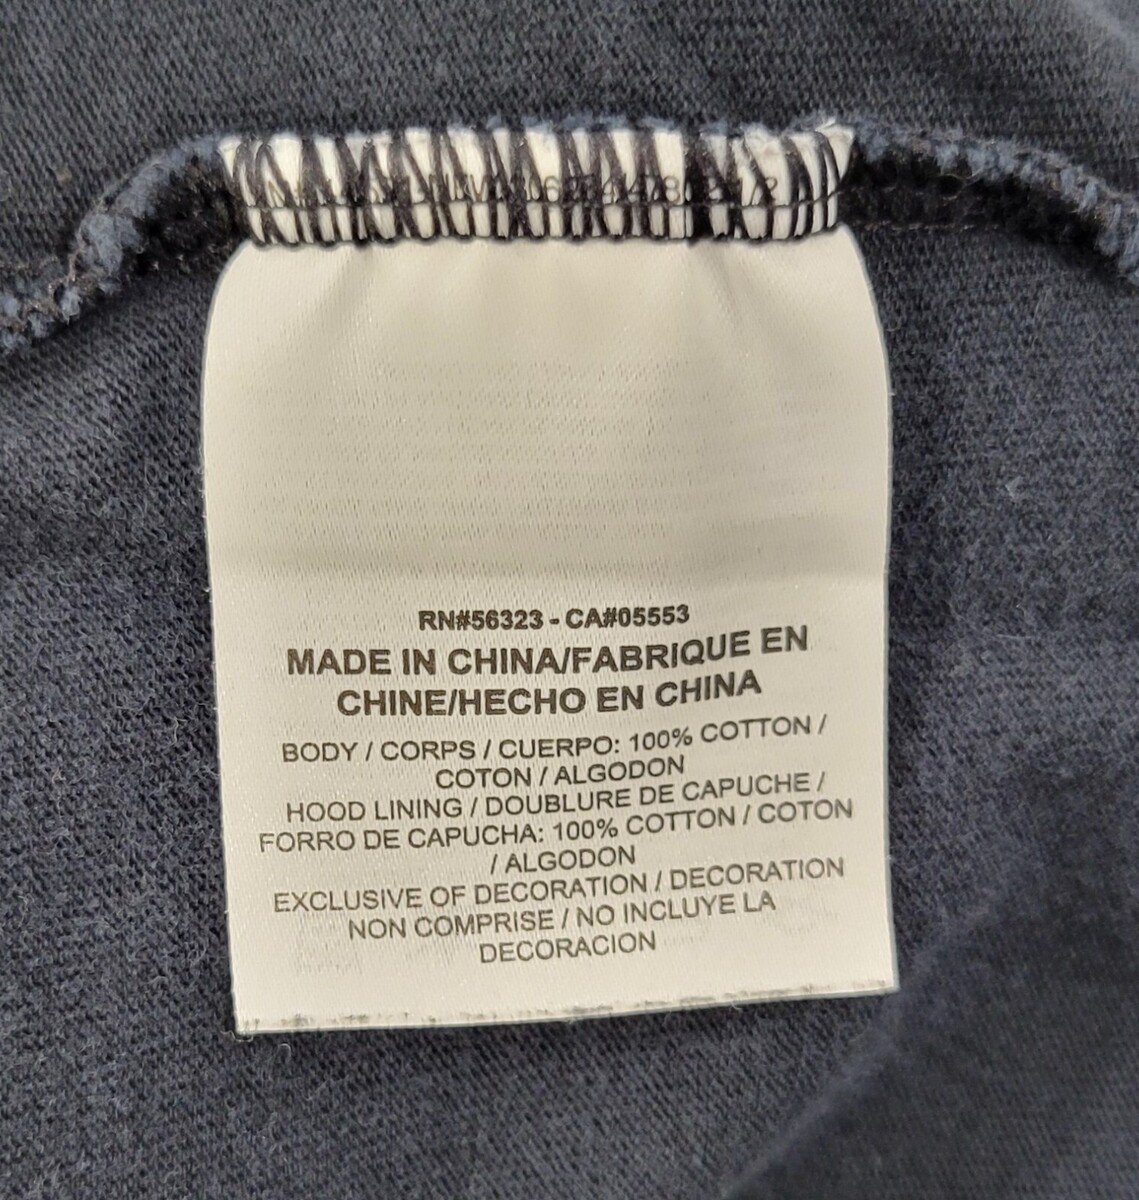 RN#56323 - CA#05553
MADE IN CHINA/FABRIQUE EN
CHINE/HECHO EN CHINA
BODY / CORPS / CUERPO: 100% COTTON /
COTON / ALGODON
HOOD LINING / DOUBLURE DE CAPUCHE /
FORRO DE CAPUCHA: 100% COTTON / COTON
/ ALGODON
EXCLUSIVE OF DECORATION / DECORATION
NON COMPRISE / NO INCLUYE LA
DECORACION